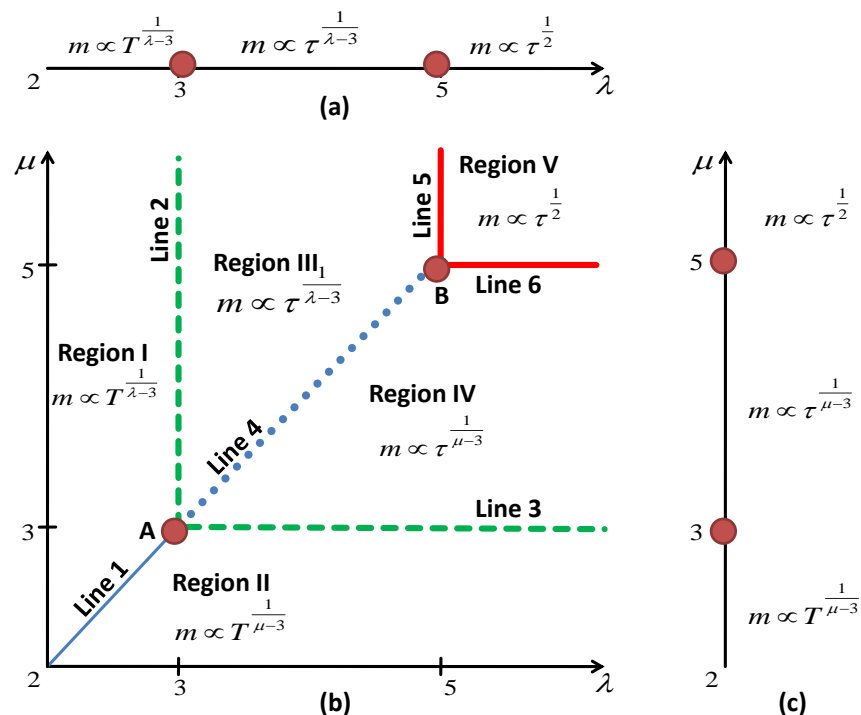 m ∝ T^{1/(λ−3)} m ∝ τ^{1/(λ−3)} m ∝ τ^{1/2}
2 3 5 λ
(a)
μ
Line 2
Line 5
Region V
m ∝ τ^{1/2}
5
B
Line 6
Region III
m ∝ τ^{1/(λ−3)}
Region I
m ∝ T^{1/(λ−3)}
Region IV
m ∝ τ^{1/(μ−3)}
Line 4
3
A
Line 3
Line 1
Region II
m ∝ T^{1/(μ−3)}
2 3 5 λ
(b)
μ
m ∝ τ^{1/2}
5
m ∝ τ^{1/(μ−3)}
3
m ∝ T^{1/(μ−3)}
2
(c)